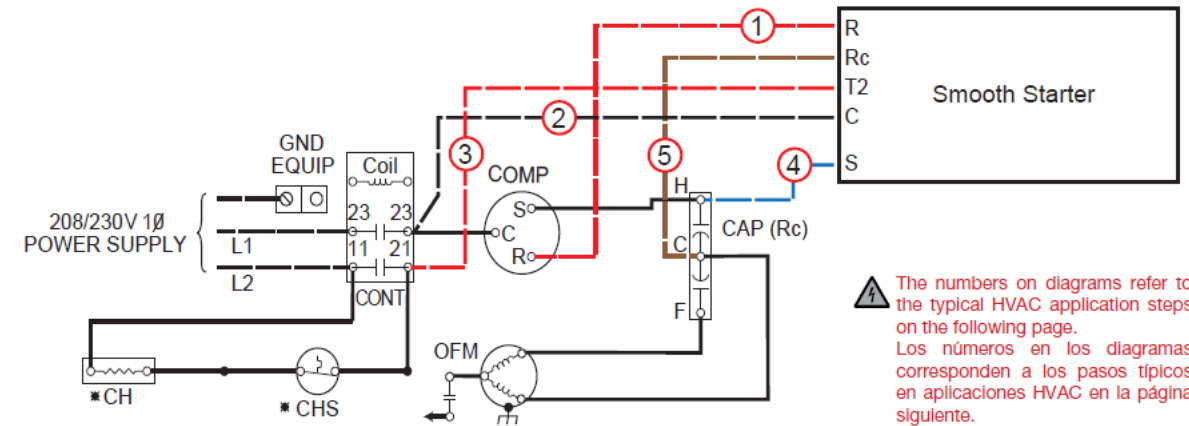 1
R
Rc
T2
C
S
Smooth Starter
2
3
5
4
GND
EQUIP
Coil
COMP
H
S
C
R
CAP (Rc)
C
F
23 23
11 21
208/230V 1Ø
POWER SUPPLY
L1
L2
CONT
OFM
* CH
* CHS
The numbers on diagrams refer to
the typical HVAC application steps
on the following page.
Los números en los diagramas
corresponden a los pasos típicos
en aplicaciones HVAC en la página
siguiente.